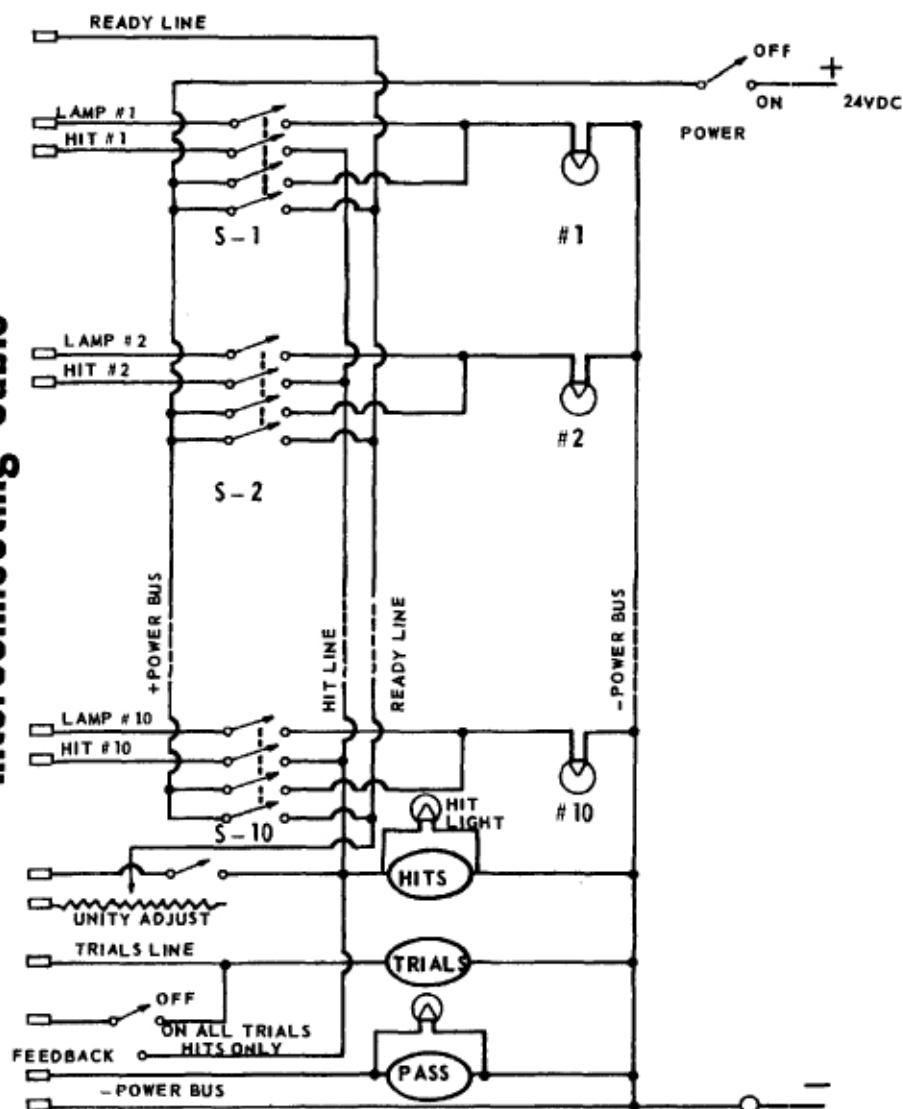 READY LINE
OFF
+
ON
24VDC
POWER
LAMP #1
HIT #1
S-1
#1
LAMP #2
HIT #2
#2
S-2
+POWER BUS
HIT LINE
READY LINE
-POWER BUS
LAMP #10
HIT #10
S-10
HIT
LIGHT
#10
HITS
UNITY ADJUST
TRIALS LINE
TRIALS
OFF
ON ALL TRIALS
HITS ONLY
FEEDBACK
PASS
-POWER BUS
-